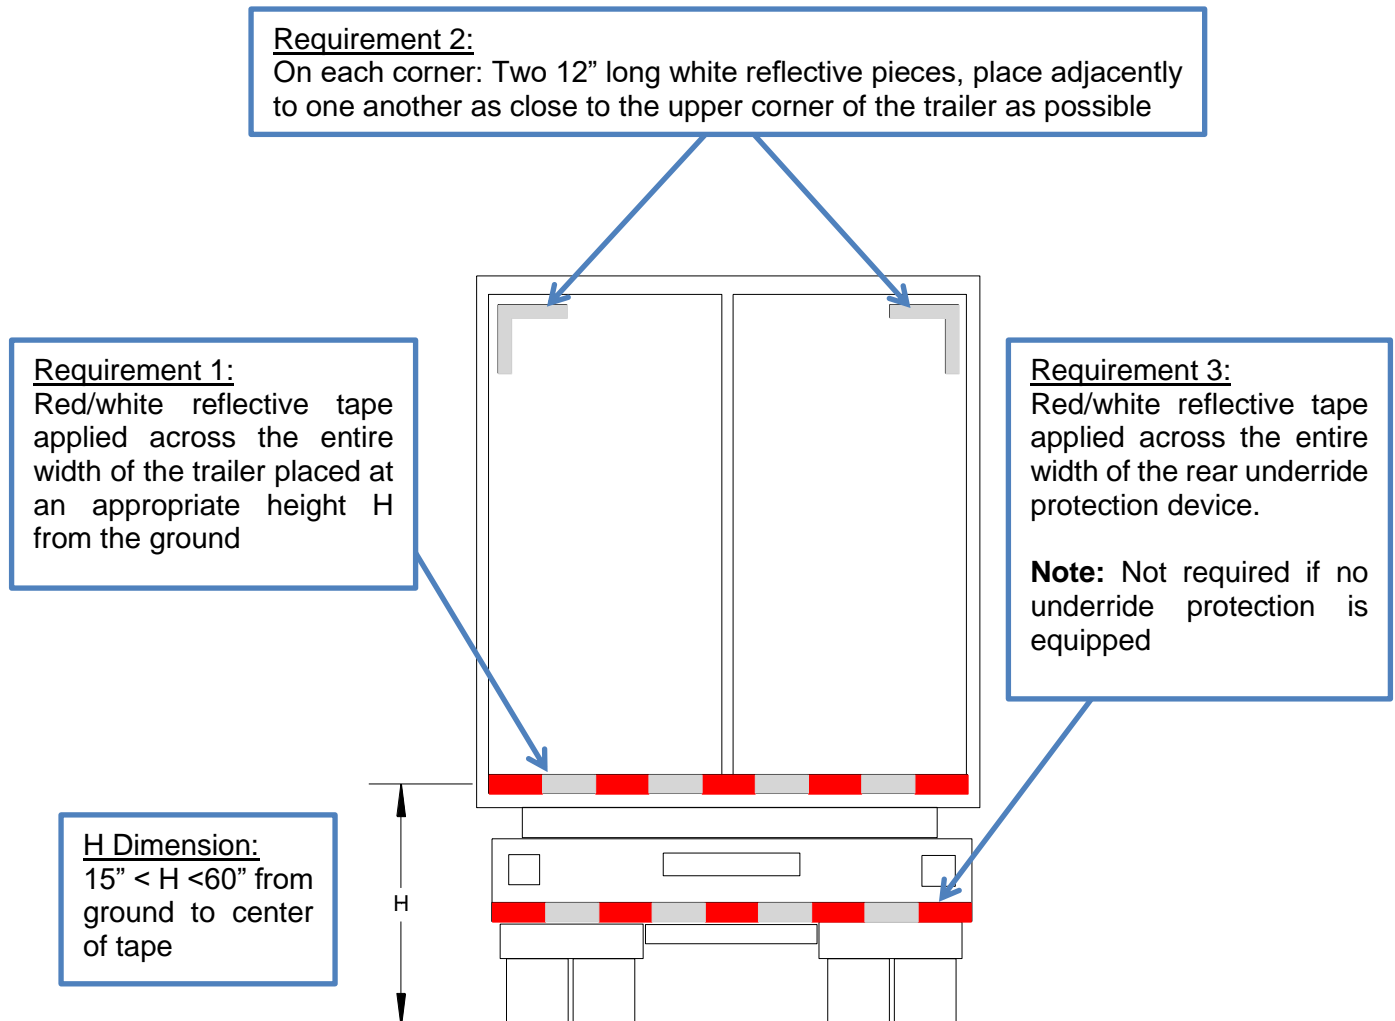 Requirement 2:
On each corner: Two 12” long white reflective pieces, place adjacently
to one another as close to the upper corner of the trailer as possible
Requirement 1:
Red/white reflective tape
applied across the entire
width of the trailer placed at
an appropriate height H
from the ground
Requirement 3:
Red/white reflective tape
applied across the entire
width of the rear underride
protection device.
Note: Not required if no
underride protection is
equipped
H Dimension:
15” < H <60” from
ground to center
of tape
H